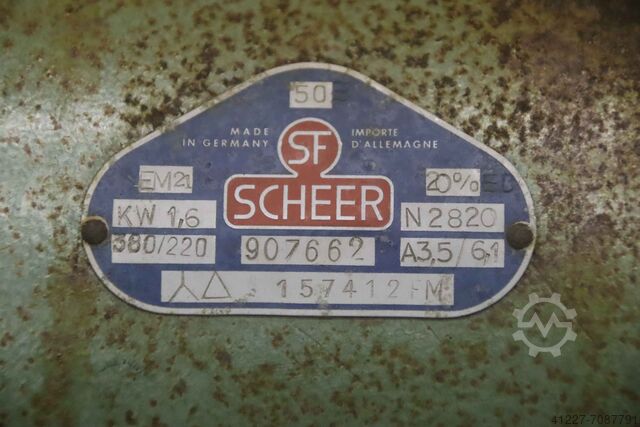 50
MADE
IN GERMANY
SF
IMPORTE
D'ALLEMAGNE
EM21
SCHEER
20% ED
KW 1,6
N 2820
380/220
907662
A3,5/6,1
157412 FM
41227-7087791